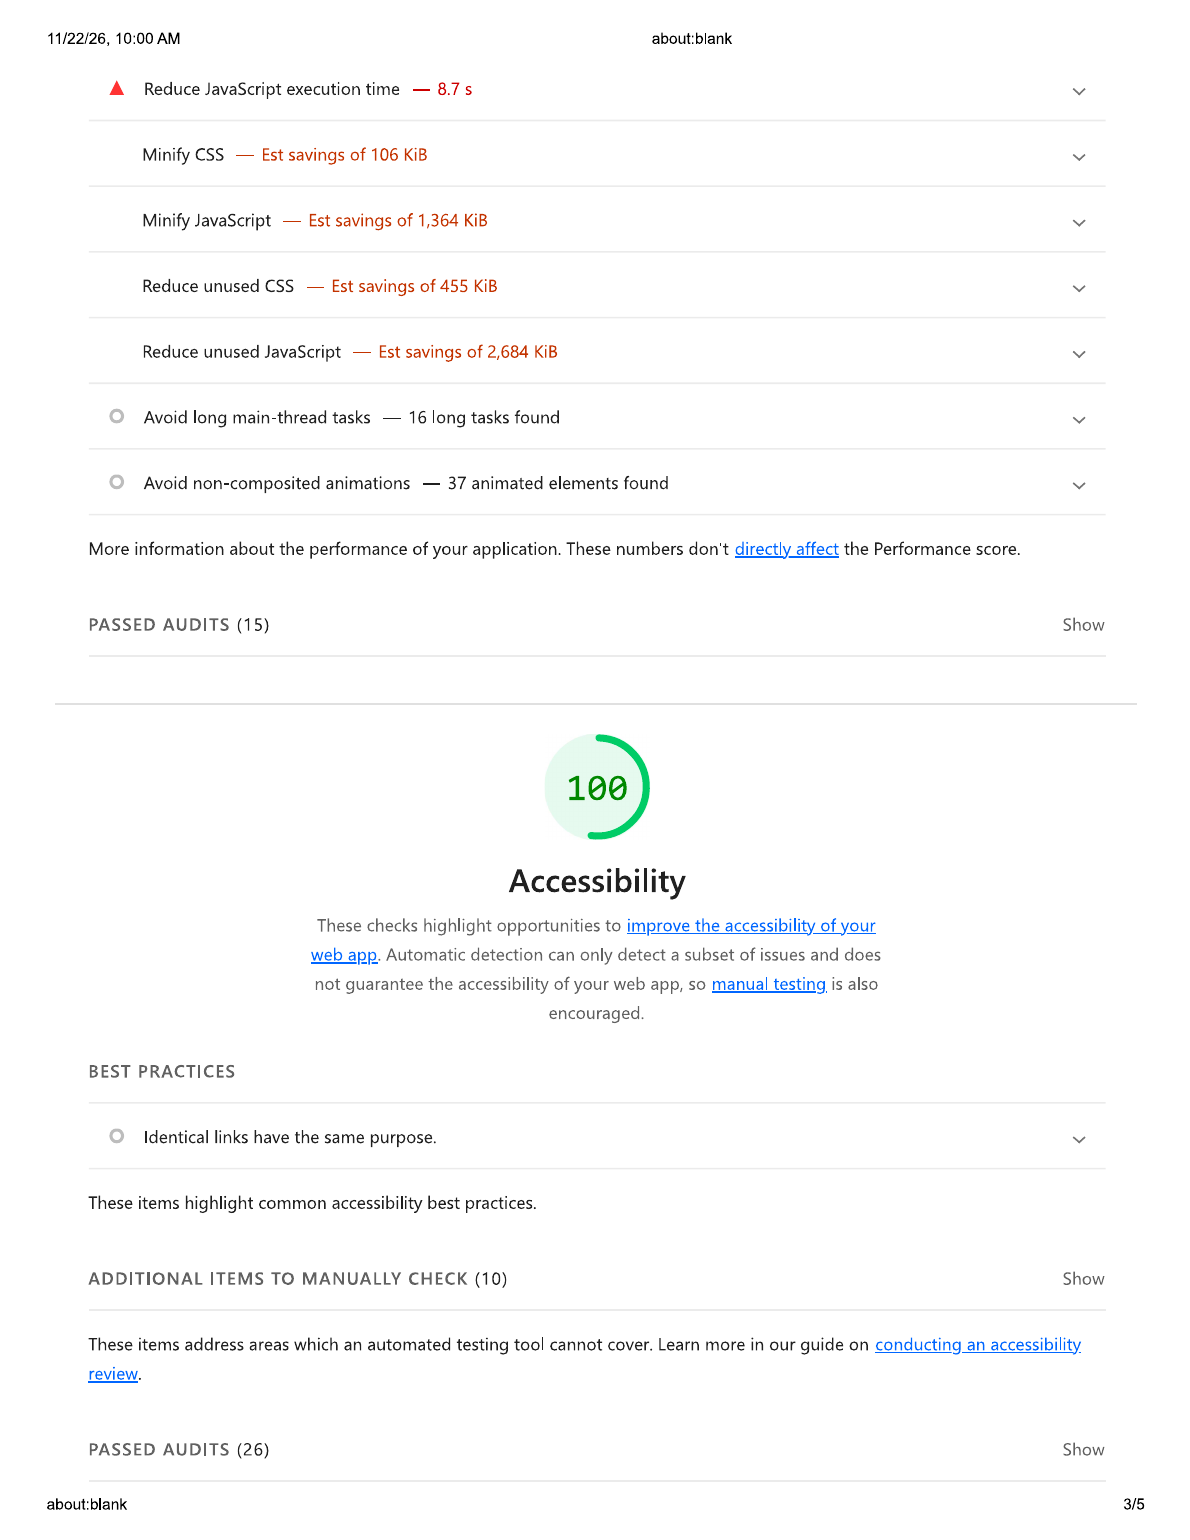 11/22/26, 10:00 AM about:blank
Reduce JavaScript execution time — 8.7 s
Minify CSS — Est savings of 106 KiB
Minify JavaScript — Est savings of 1,364 KiB
Reduce unused CSS — Est savings of 455 KiB
Reduce unused JavaScript — Est savings of 2,684 KiB
Avoid long main-thread tasks — 16 long tasks found
Avoid non-composited animations — 37 animated elements found
More information about the performance of your application. These numbers don't directly affect the Performance score.
PASSED AUDITS (15) Show
100
Accessibility
These checks highlight opportunities to improve the accessibility of your
web app. Automatic detection can only detect a subset of issues and does
not guarantee the accessibility of your web app, so manual testing is also
encouraged.
BEST PRACTICES
Identical links have the same purpose.
These items highlight common accessibility best practices.
ADDITIONAL ITEMS TO MANUALLY CHECK (10) Show
These items address areas which an automated testing tool cannot cover. Learn more in our guide on conducting an accessibility
review.
PASSED AUDITS (26) Show
about:blank 3/5